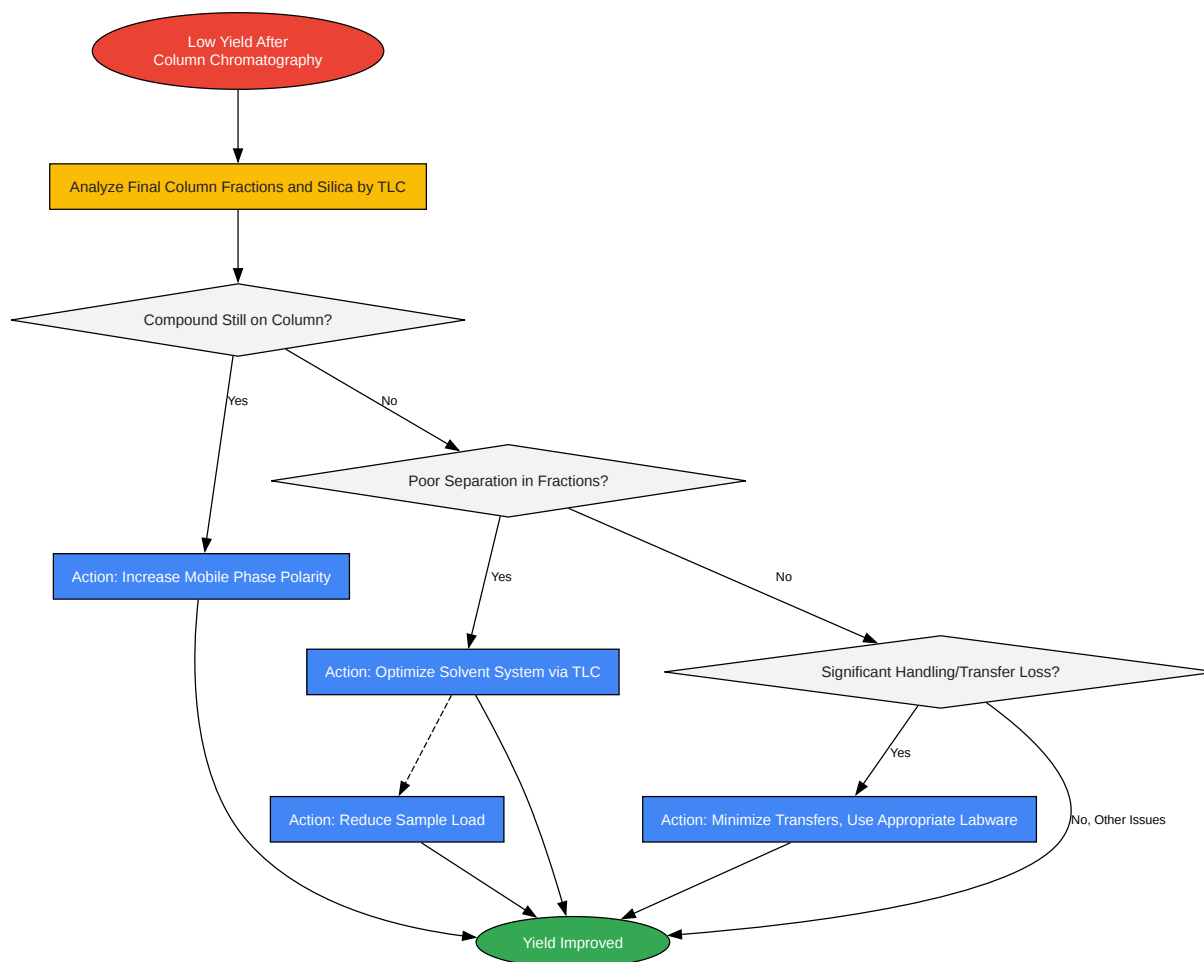 Low Yield After
Column Chromatography
Analyze Final Column Fractions and Silica by TLC
Compound Still on Column?
Yes
No
Poor Separation in Fractions?
Action: Increase Mobile Phase Polarity
Yes
No
Action: Optimize Solvent System via TLC
Significant Handling/Transfer Loss?
Yes
Action: Reduce Sample Load
Action: Minimize Transfers, Use Appropriate Labware
No, Other Issues
Yield Improved